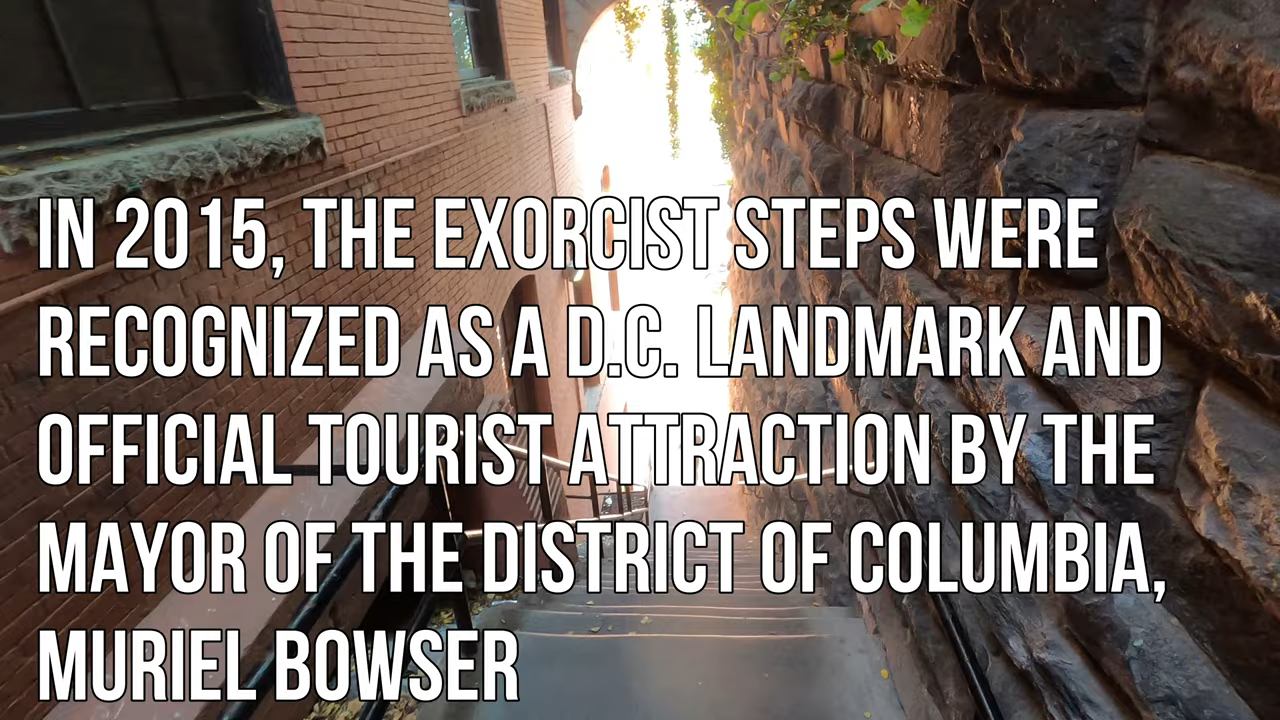 IN 2015, THE EXORCIST STEPS WERE
RECOGNIZED AS A D.C. LANDMARK AND
OFFICIAL TOURIST ATTRACTION BY THE
MAYOR OF THE DISTRICT OF COLUMBIA,
MURIEL BOWSER